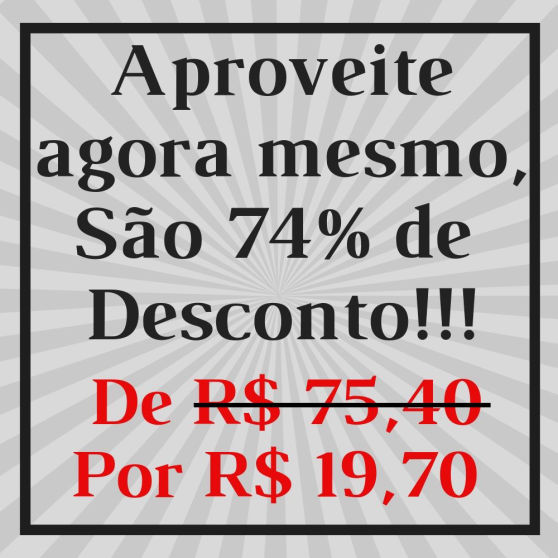 Aproveite
agora mesmo,
São 74% de
Desconto!!!
De R$ 75,40
Por R$ 19,70